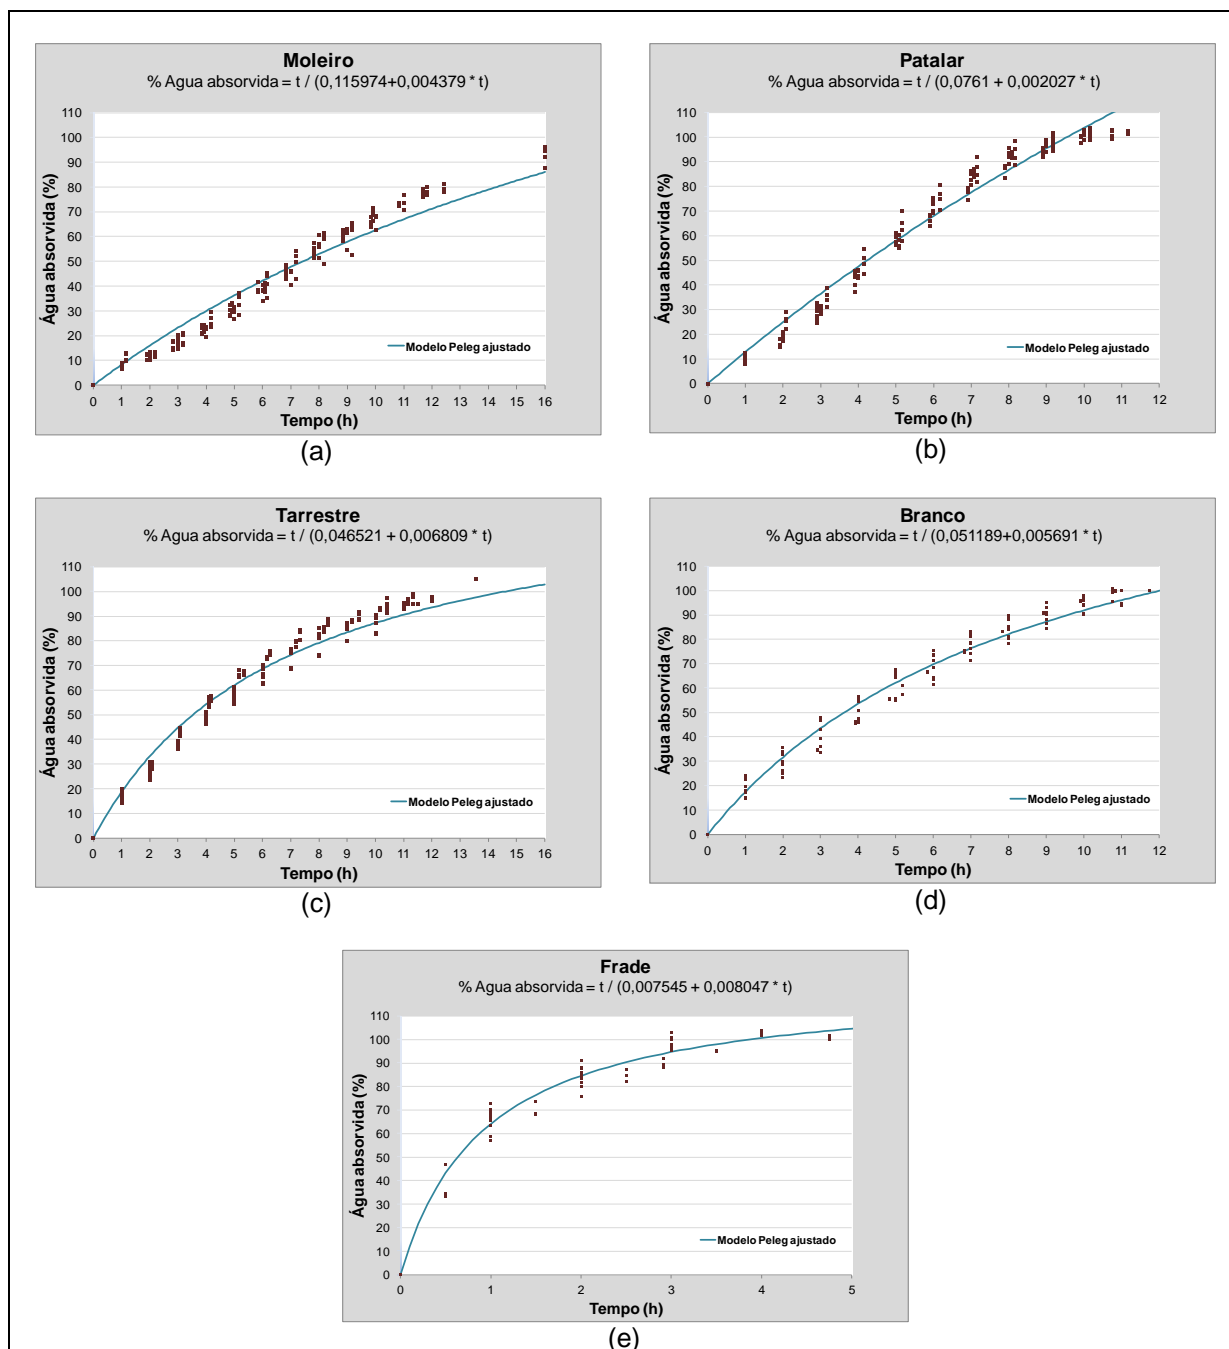 Moleiro
% Agua absorvida = t / (0,115974+0,004379 * t)
110
100
90
80
70
60
50
40
30
20
10
0
Água absorvida (%)
Modelo Peleg ajustado
0 1 2 3 4 5 6 7 8 9 10 11 12 13 14 15 16
Tempo (h)
(a)
Patalar
% Agua absorvida = t / (0,0761 + 0,002027 * t)
110
100
90
80
70
60
50
40
30
20
10
0
Água absorvida (%)
Modelo Peleg ajustado
0 1 2 3 4 5 6 7 8 9 10 11 12
Tempo (h)
(b)
Tarrestre
% Agua absorvida = t / (0,046521 + 0,006809 * t)
110
100
90
80
70
60
50
40
30
20
10
0
Água absorvida (%)
Modelo Peleg ajustado
0 1 2 3 4 5 6 7 8 9 10 11 12 13 14 15 16
Tempo (h)
(c)
Branco
% Agua absorvida = t / (0,051189+0,005691 * t)
110
100
90
80
70
60
50
40
30
20
10
0
Água absorvida (%)
Modelo Peleg ajustado
0 1 2 3 4 5 6 7 8 9 10 11 12
Tempo (h)
(d)
Frade
% Agua absorvida = t / (0,007545 + 0,008047 * t)
110
100
90
80
70
60
50
40
30
20
10
0
Água absorvida (%)
Modelo Peleg ajustado
0 1 2 3 4 5
Tempo (h)
(e)